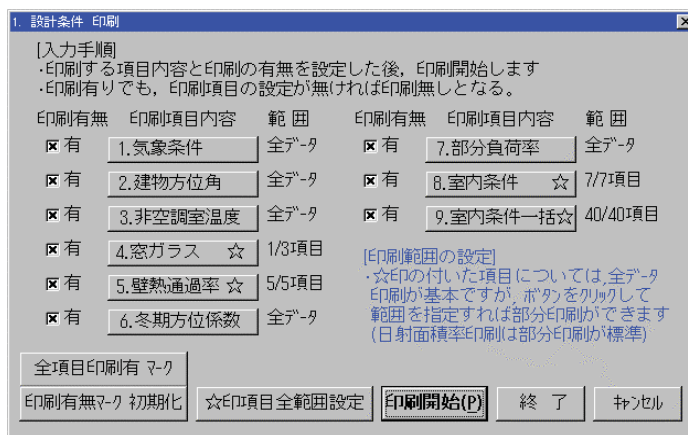 1. 設計条件 印刷
[入力手順]
・印刷する項目内容と印刷の有無を設定した後，印刷開始します
・印刷有りでも，印刷項目の設定が無ければ印刷無しとなる。
印刷有無 印刷項目内容 範 囲
有 1.気象条件 全ﾃﾞｰﾀ
有 2.建物方位角 全ﾃﾞｰﾀ
有 3.非空調室温度 全ﾃﾞｰﾀ
有 4.窓ガラス ☆ 1/3項目
有 5.壁熱通過率 ☆ 5/5項目
有 6.冬期方位係数 全ﾃﾞｰﾀ
印刷有無 印刷項目内容 範 囲
有 7.部分負荷率 全ﾃﾞｰﾀ
有 8.室内条件 ☆ 7/7項目
有 9.室内条件一括☆ 40/40項目
[印刷範囲の設定]
・☆印の付いた項目については,全ﾃﾞｰﾀ
印刷が基本ですが,ﾎﾞﾀﾝをｸﾘｯｸして
範囲を指定すれば部分印刷ができます
(日射面積率印刷は部分印刷が標準)
全項目印刷有 ﾏｰｸ
印刷有無ﾏｰｸ 初期化 ☆印項目全範囲設定 印刷開始(P) 終 了 ｷｬﾝｾﾙ